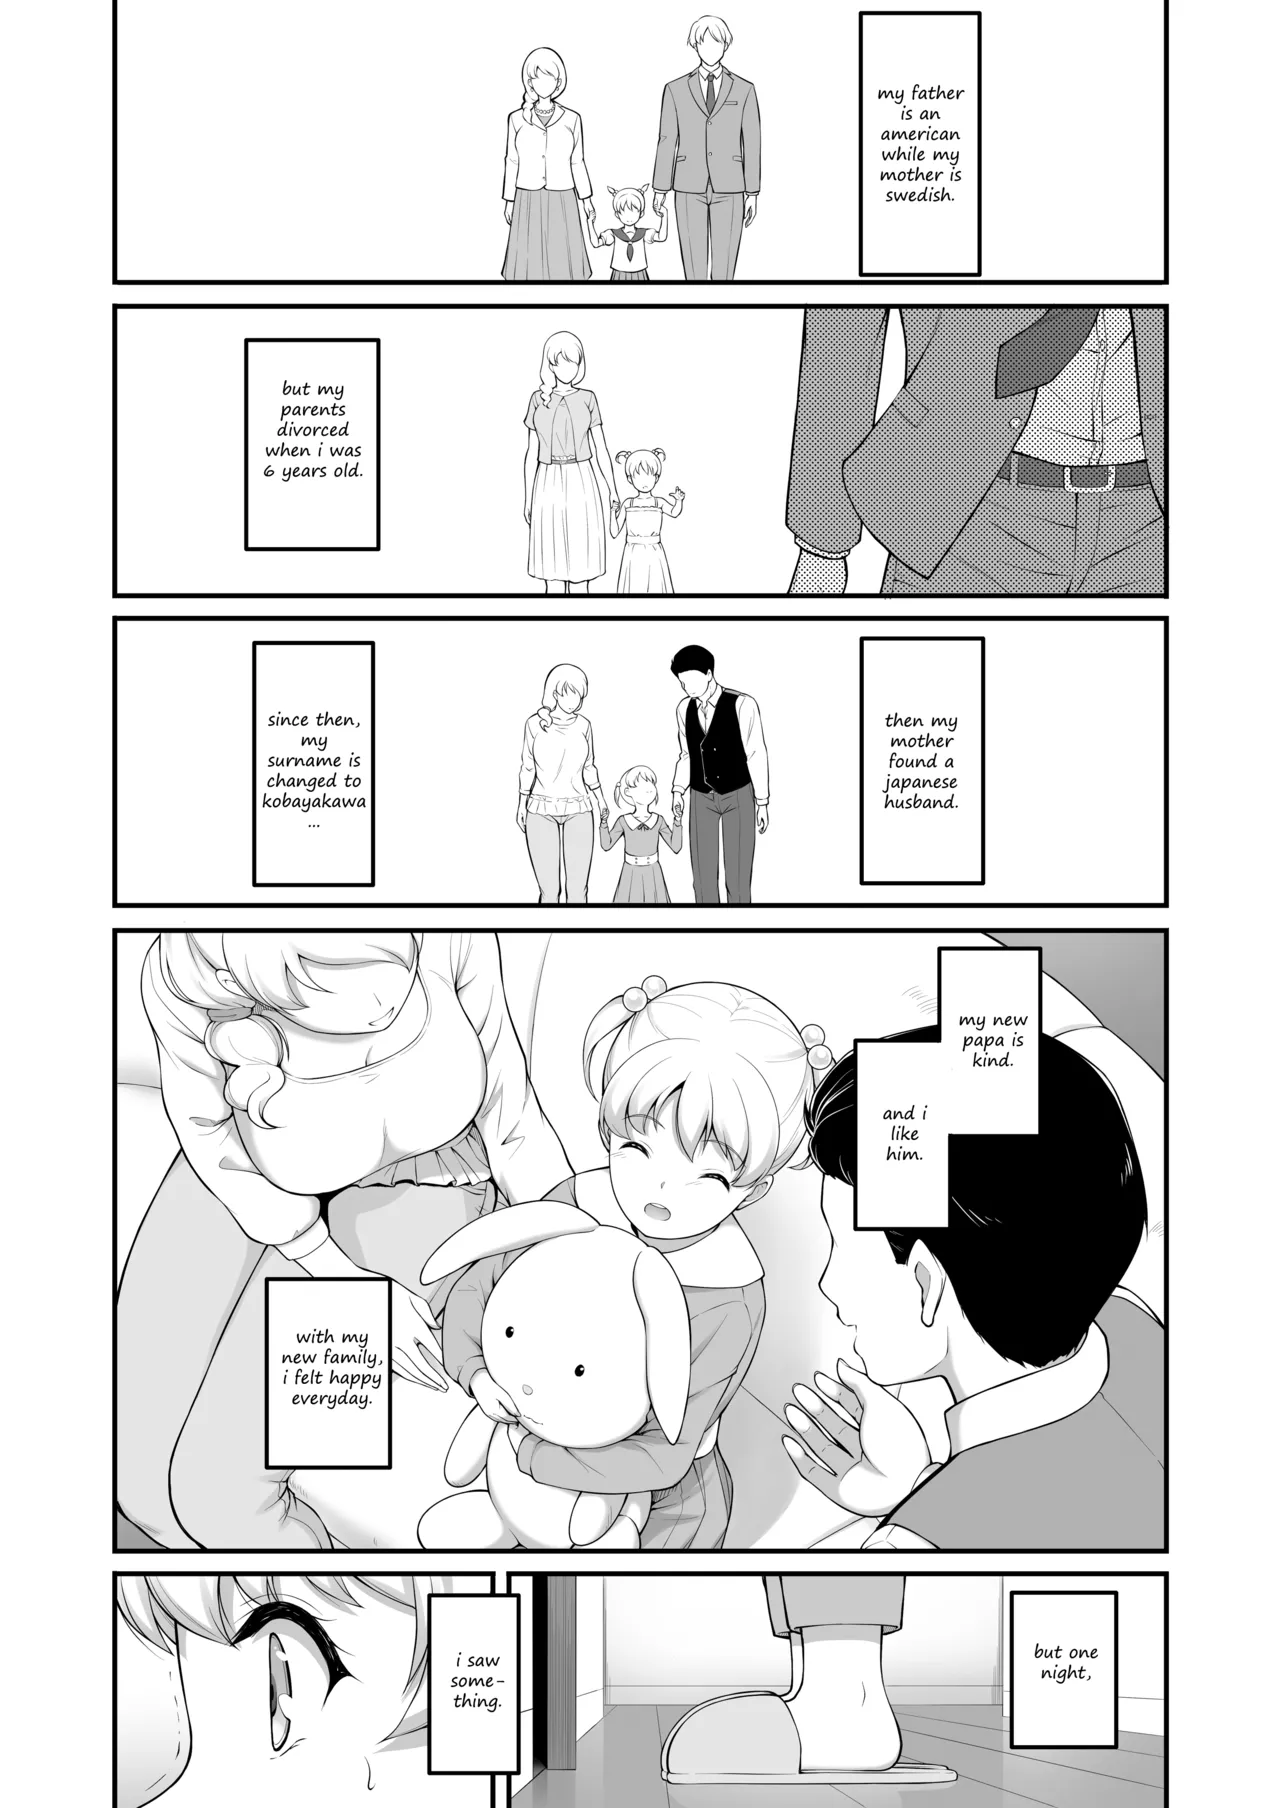 my father
is an
american
while my
mother is
swedish.
but my
parents
divorced
when i was
6 years old.
then my
mother
found a
japanese
husband.
since then,
my
surname is
changed to
kobayakawa
...
my new
papa is
kind.
and i
like
him.
with my
new family,
i felt happy
everyday.
but one
night,
i saw
some-
thing.